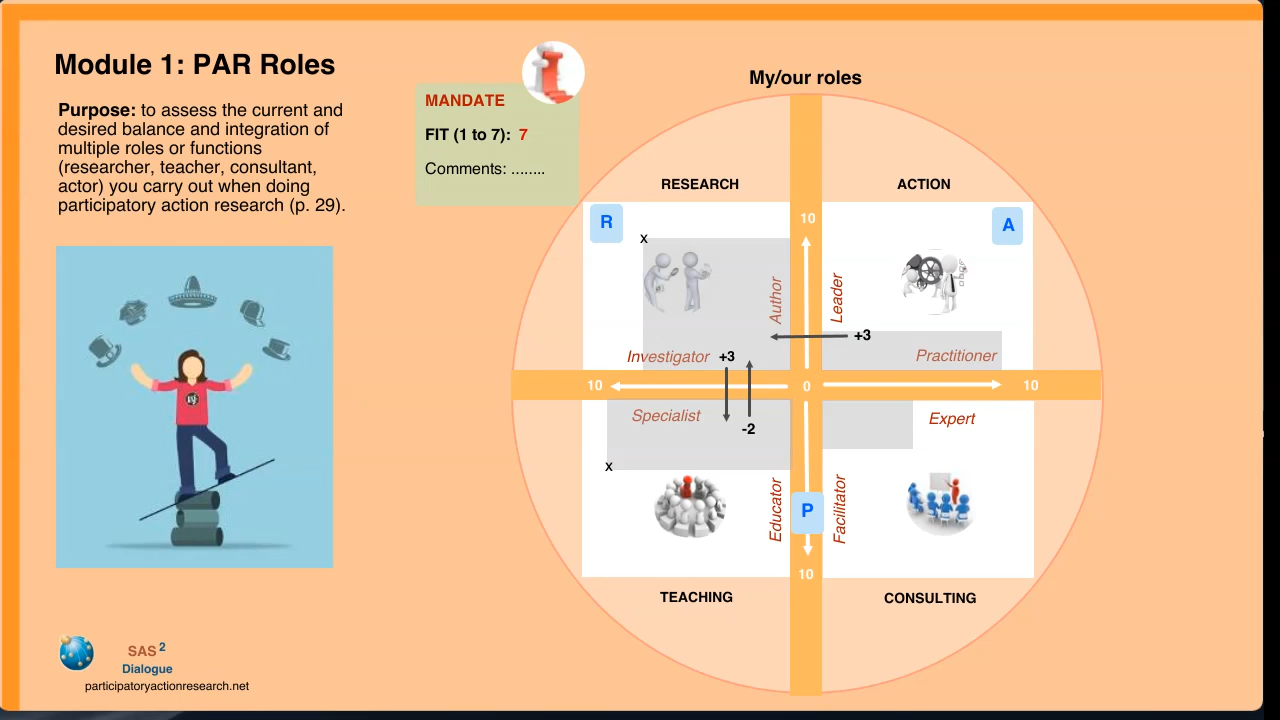 Module 1: PAR Roles
Purpose: to assess the current and
desired balance and integration of
multiple roles or functions
(researcher, teacher, consultant,
actor) you carry out when doing
participatory action research (p. 29).
MANDATE
FIT (1 to 7): 7
Comments: ........
My/our roles
RESEARCH
ACTION
R
A
10
x
Author
Leader
+3
Investigator
+3
Practitioner
10
0
10
Specialist
Expert
-2
x
Educator
P
Facilitator
10
TEACHING
CONSULTING
SAS 2
Dialogue
participatoryactionresearch.net